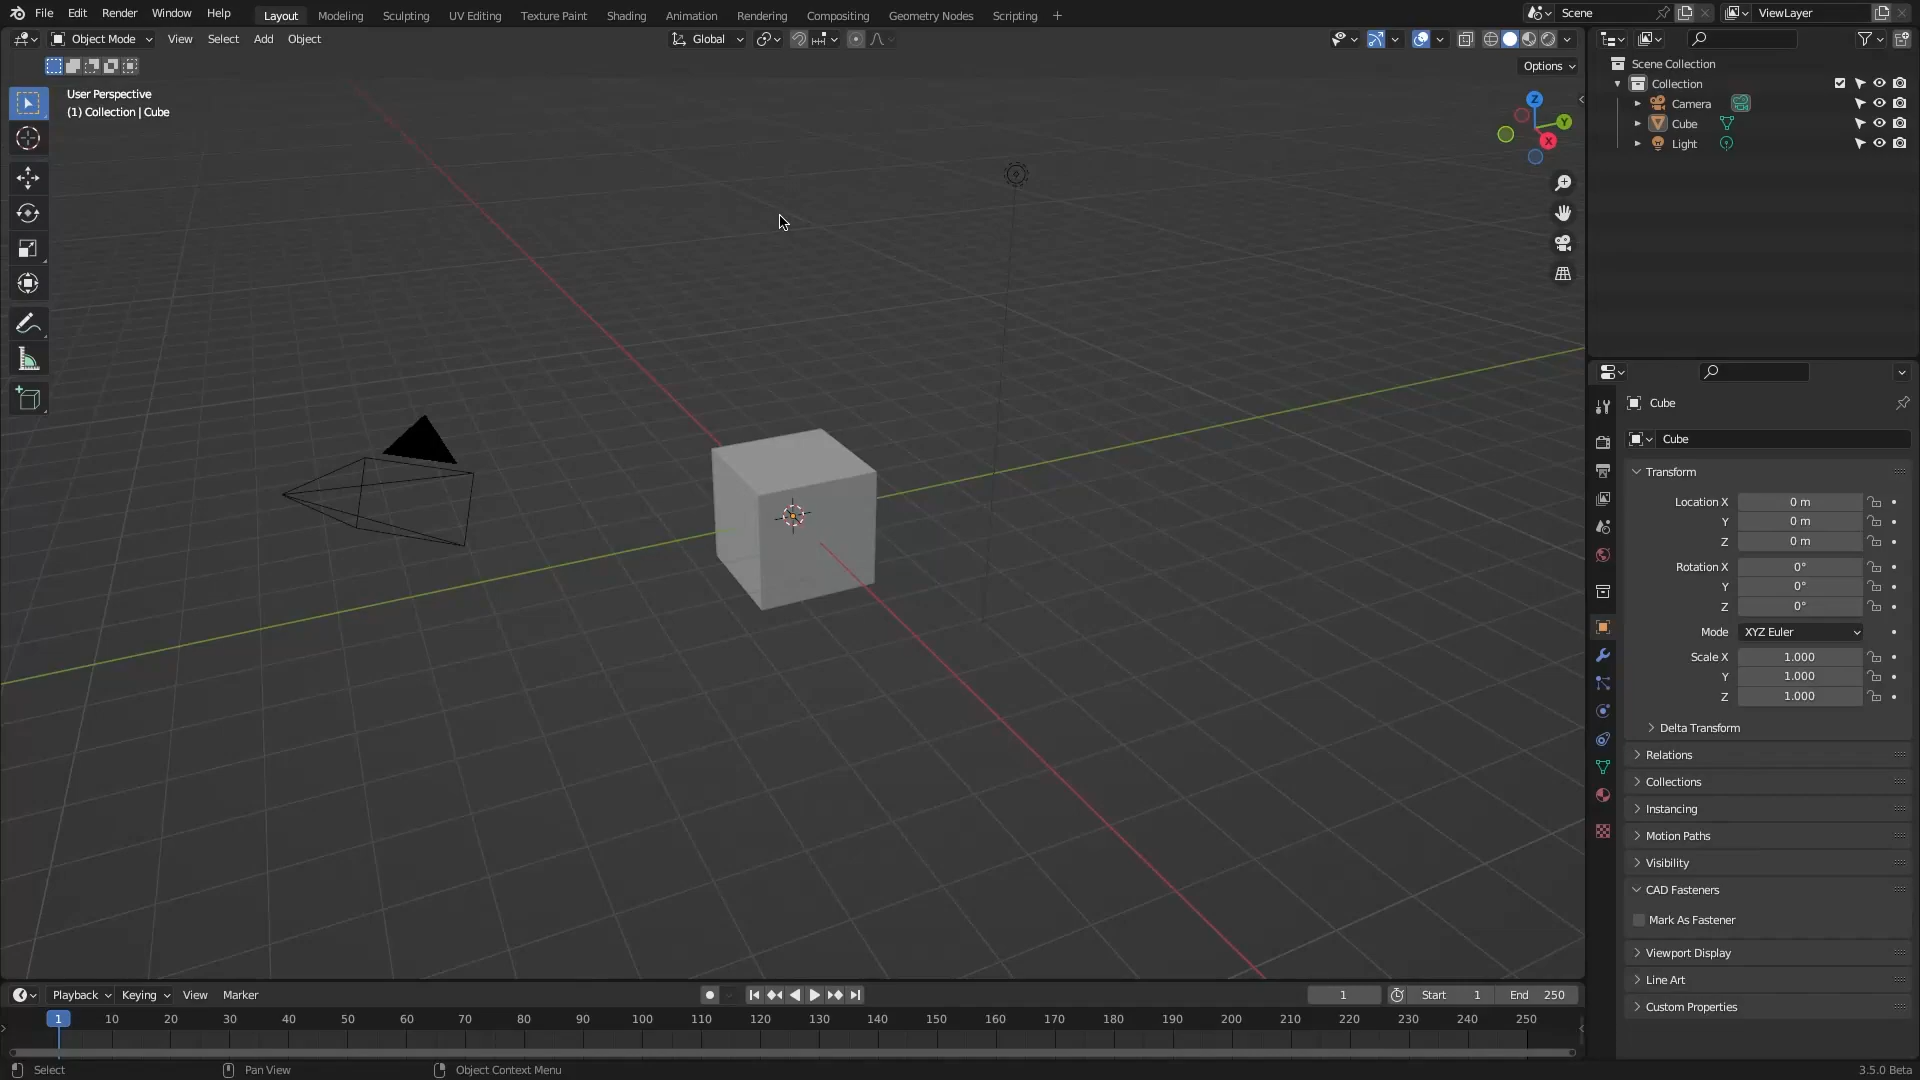 File Edit Render Window Help Layout Modeling Sculpting UV Editing Texture Paint Shading Animation Rendering Compositing Geometry Nodes Scripting + Scene ViewLayer
Object Mode View Select Add Object Global
Options
User Perspective
(1) Collection | Cube
Z
Y
X
Scene Collection
Collection
Camera
Cube
Light
Cube
Cube
Transform
Location X 0 m
Y 0 m
Z 0 m
Rotation X 0°
Y 0°
Z 0°
Mode XYZ Euler
Scale X 1.000
Y 1.000
Z 1.000
Delta Transform
Relations
Collections
Instancing
Motion Paths
Visibility
CAD Fasteners
Mark As Fastener
Viewport Display
Line Art
Custom Properties
Playback Keying View Marker 1 Start 1 End 250
1 10 20 30 40 50 60 70 80 90 100 110 120 130 140 150 160 170 180 190 200 210 220 230 240 250
Select Pan View Object Context Menu 3.5.0 Beta